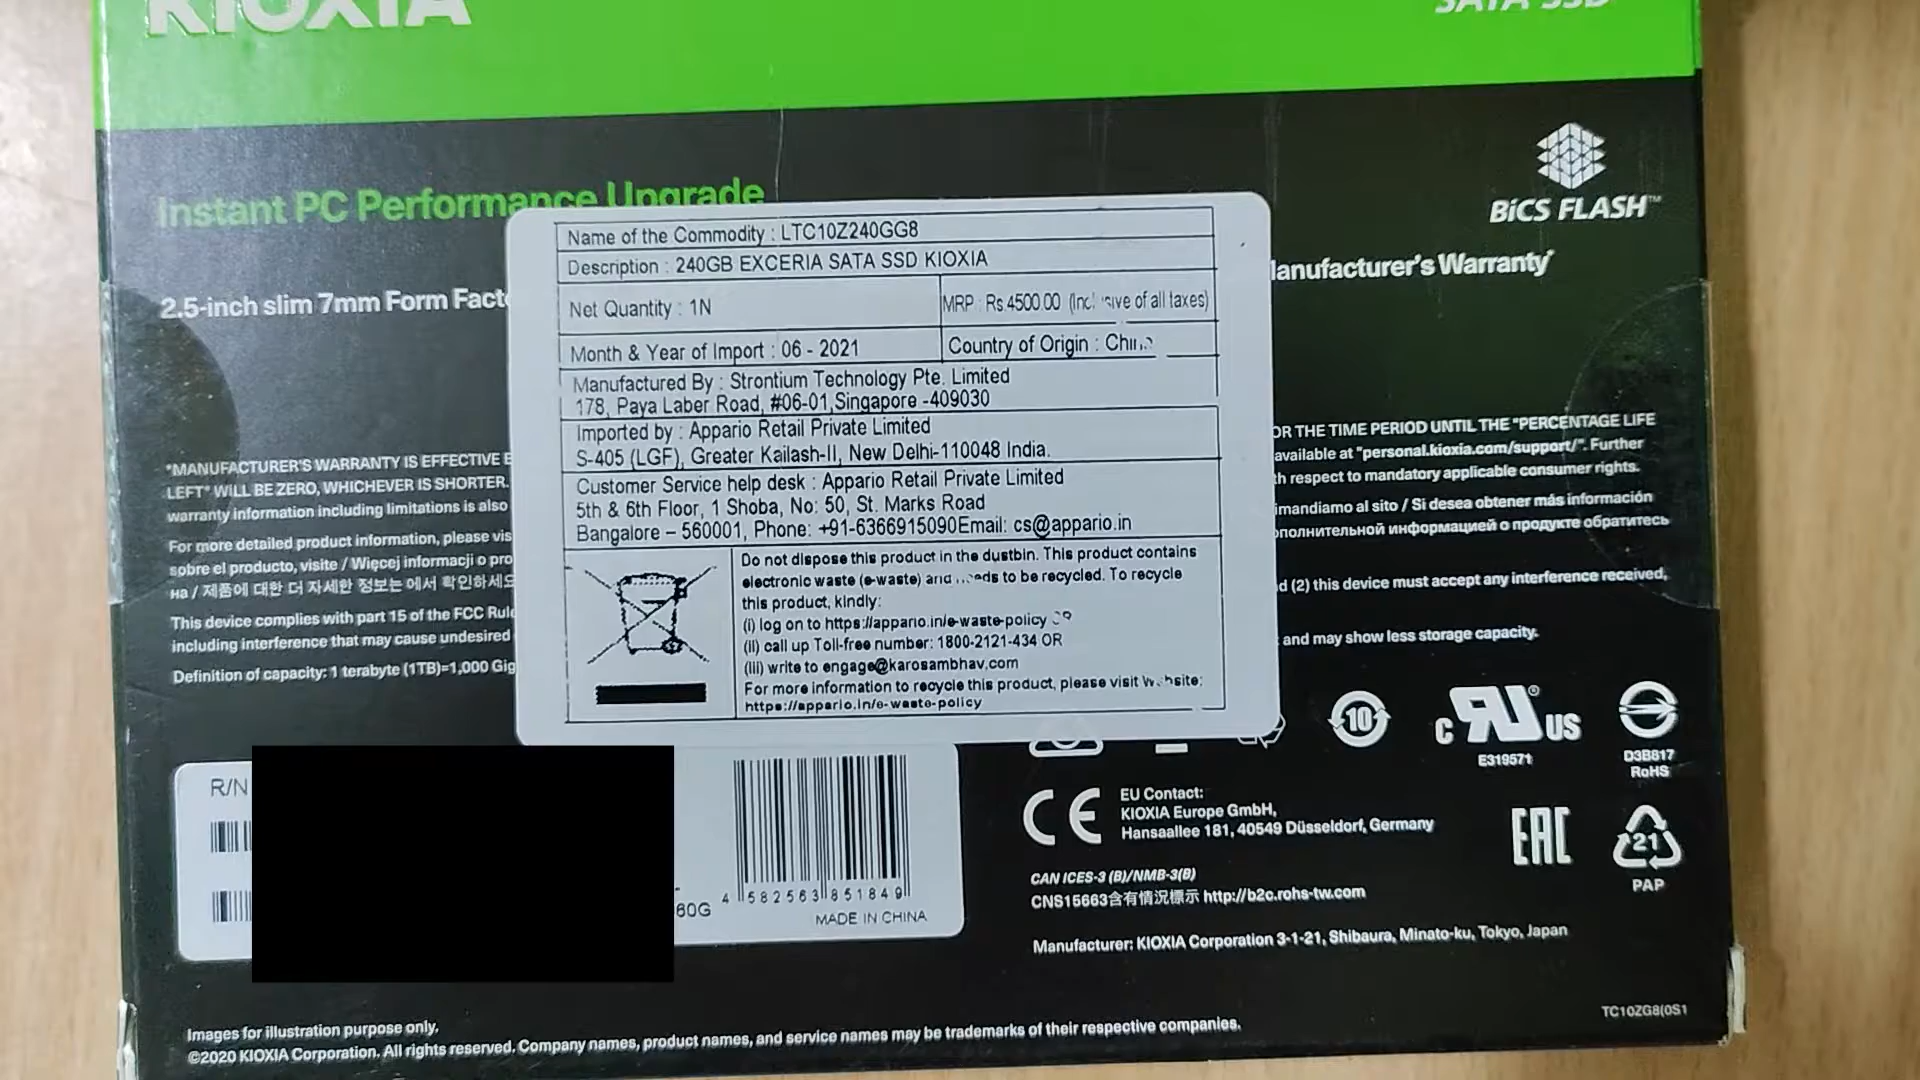 KIOXIA
SATA SSD
BiCS FLASH™
Instant PC Performance Upgrade
2.5-inch slim 7mm Form
Manufacturer's Warranty*
Name of the Commodity : LTC10Z240GG8
Description : 240GB EXCERIA SATA SSD KIOXIA
Net Quantity : 1N
MRP : Rs.4500.00 (Inclusive of all taxes)
Month & Year of Import : 06 - 2021
Country of Origin : China
Manufactured By : Strontium Technology Pte. Limited
178, Paya Laber Road, #06-01,Singapore -409030
Imported by : Appario Retail Private Limited
S-405 (LGF), Greater Kailash-II, New Delhi-110048 India.
Customer Service help desk : Appario Retail Private Limited
5th & 6th Floor, 1 Shoba, No: 50, St. Marks Road
Bangalore – 560001, Phone: +91-6366915090Email: cs@appario.in
Do not dispose this product in the dustbin. This product contains
electronic waste (e-waste) and needs to be recycled. To recycle
this product, kindly:
(i) log on to https://appario.in/e-waste-policy OR
(ii) call up Toll-free number: 1800-2121-434 OR
(iii) write to engage@karosambhav.com
For more information to recycle this product, please visit Website:
https://appario.in/e-waste-policy
*MANUFACTURER'S WARRANTY IS EFFECTIVE
OR THE TIME PERIOD UNTIL THE "PERCENTAGE LIFE
LEFT" WILL BE ZERO, WHICHEVER IS SHORTER.
available at "personal.kioxia.com/support/". Further
warranty information including limitations is also
respect to mandatory applicable consumer rights.
For more detailed product information, please
al sito / Si desea obtener más información
sobre el producto, visite / Więcej informacji o
информацией о продукте обратитесь
на / 제품에 대한 더 자세한 정보는 에서 확인하세요
This device complies with part 15 of the FCC
(2) this device must accept any interference received,
including interference that may cause undesired
and may show less storage capacity.
Definition of capacity: 1 terabyte (1TB)=1,000
R/N
60G
4 582563 851849
MADE IN CHINA
10
c RU® US
E319571
D3B817
RoHS
CE
EU Contact:
KIOXIA Europe GmbH,
Hansaallee 181, 40549 Düsseldorf, Germany
EAC
21
PAP
CAN ICES-3 (B)/NMB-3(B)
CNS15663含有情況標示 http://b2c.rohs-tw.com
Manufacturer: KIOXIA Corporation 3-1-21, Shibaura, Minato-ku, Tokyo, Japan
TC10ZG8(0S1
Images for illustration purpose only.
©2020 KIOXIA Corporation. All rights reserved. Company names, product names, and service names may be trademarks of their respective companies.